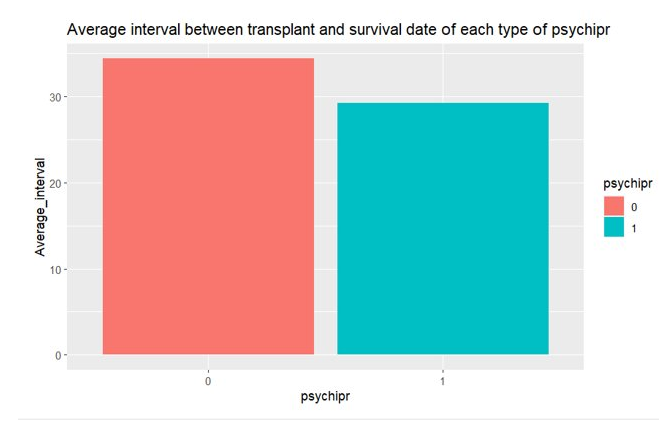 Average interval between transplant and survival date of each type of psychipr
Average_interval
30
20
10
0
0
1
psychipr
psychipr
0
1